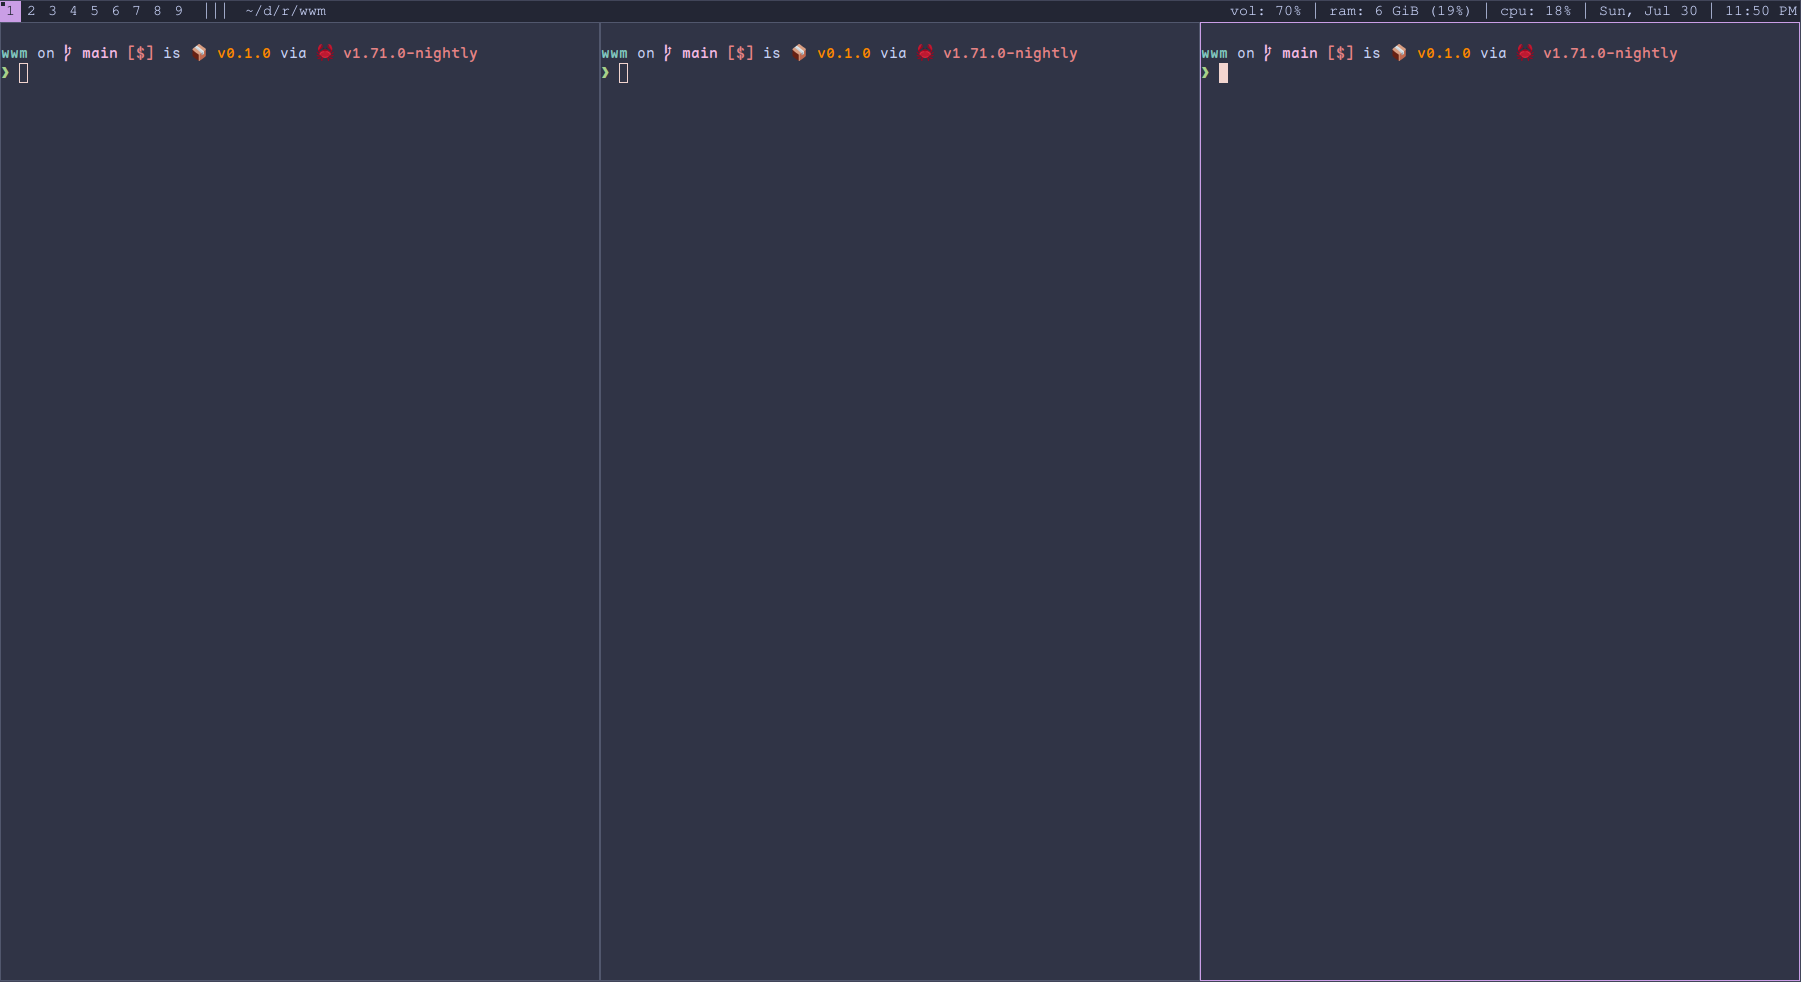 1 2 3 4 5 6 7 8 9 ||| ~/d/r/wwm vol: 70% | ram: 6 GiB (19%) | cpu: 18% | Sun, Jul 30 | 11:50 PM
wwm on main [$] is 📦 v0.1.0 via 🦀 v1.71.0-nightly
❯
wwm on main [$] is 📦 v0.1.0 via 🦀 v1.71.0-nightly
❯
wwm on main [$] is 📦 v0.1.0 via 🦀 v1.71.0-nightly
❯